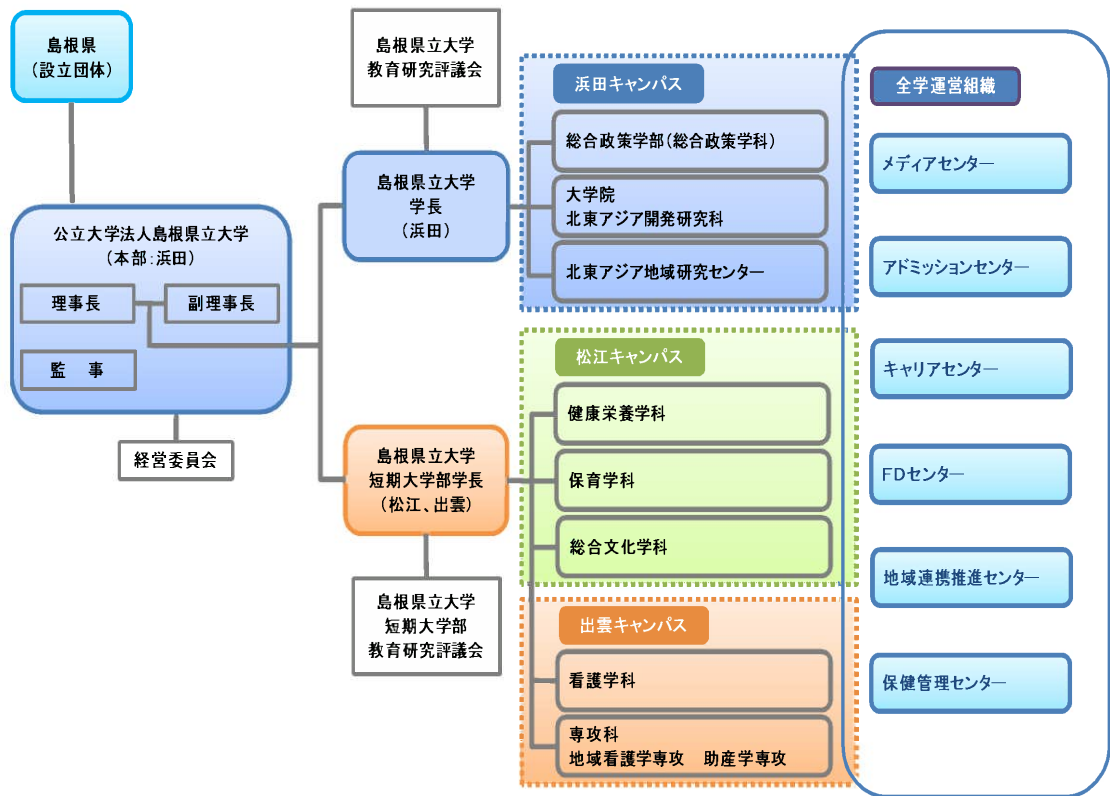 島根県
(設立団体)
公立大学法人島根県立大学
(本部:浜田)
理事長
副理事長
監　事
経営委員会
島根県立大学
教育研究評議会
島根県立大学
学長
(浜田)
島根県立大学
短期大学部学長
(松江、出雲)
島根県立大学
短期大学部
教育研究評議会
浜田キャンパス
総合政策学部(総合政策学科)
大学院
北東アジア開発研究科
北東アジア地域研究センター
松江キャンパス
健康栄養学科
保育学科
総合文化学科
出雲キャンパス
看護学科
専攻科
地域看護学専攻　助産学専攻
全学運営組織
メディアセンター
アドミッションセンター
キャリアセンター
FDセンター
地域連携推進センター
保健管理センター